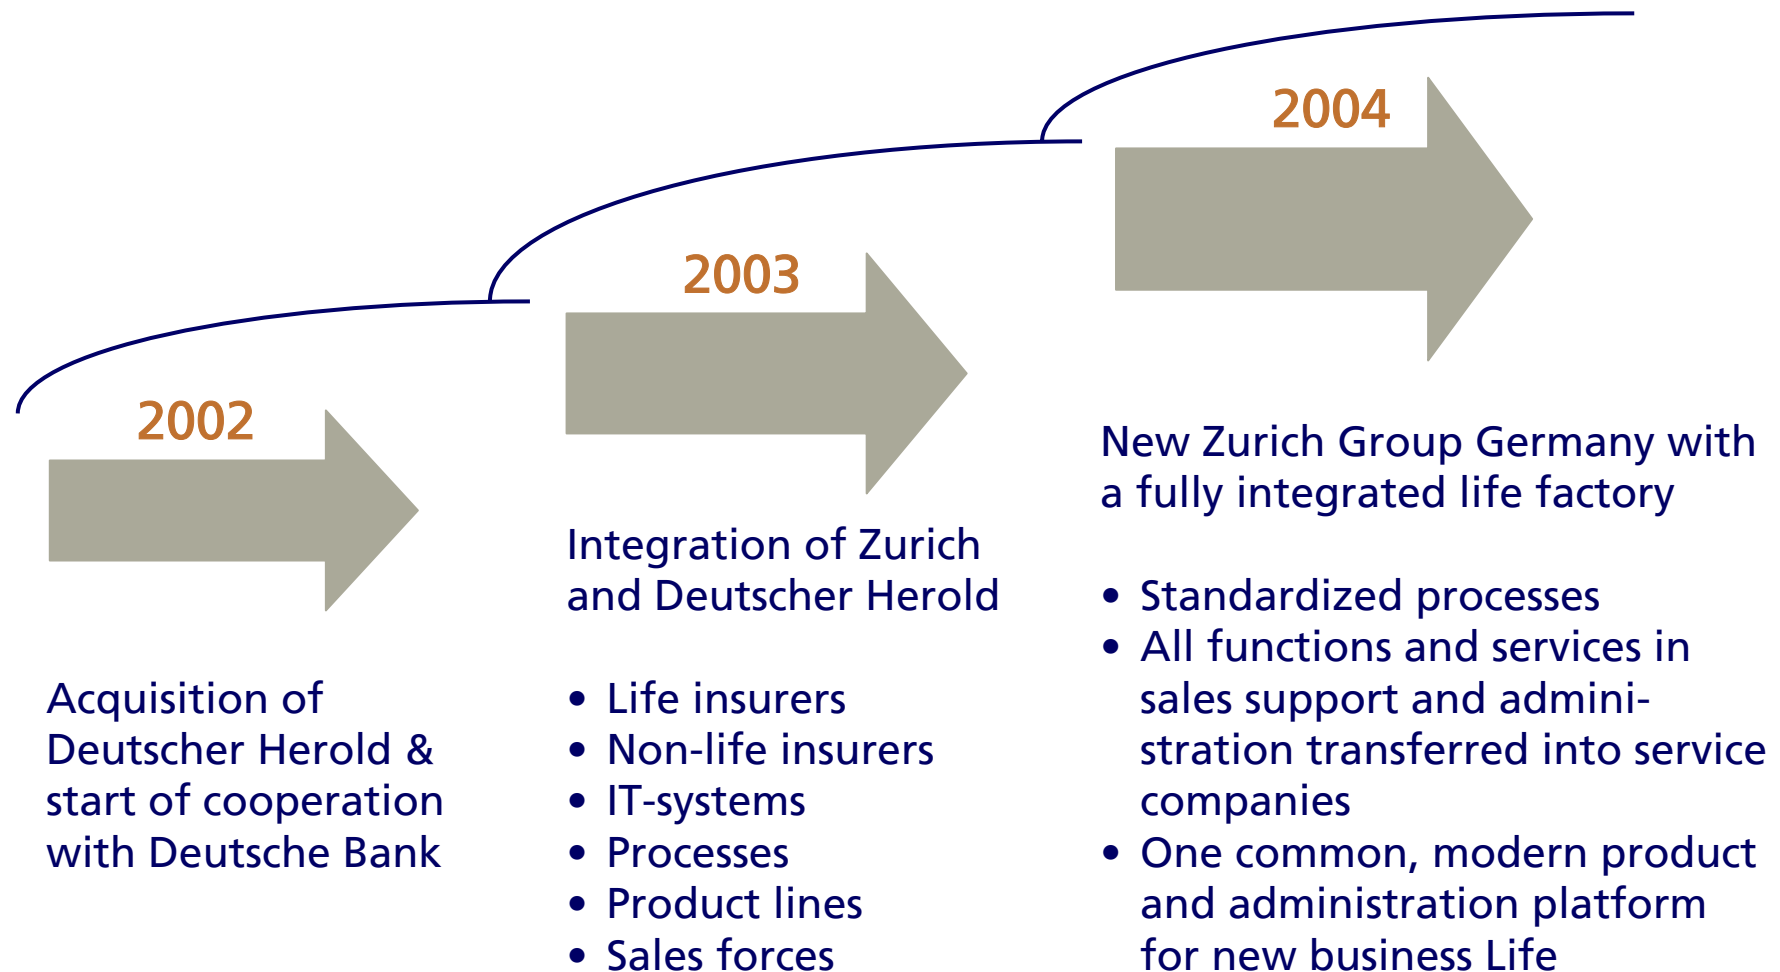 2002
Acquisition of
Deutscher Herold &
start of cooperation
with Deutsche Bank
2003
Integration of Zurich
and Deutscher Herold
• Life insurers
• Non-life insurers
• IT-systems
• Processes
• Product lines
• Sales forces
2004
New Zurich Group Germany with
a fully integrated life factory
• Standardized processes
• All functions and services in
sales support and admini-
stration transferred into service
companies
• One common, modern product
and administration platform
for new business Life